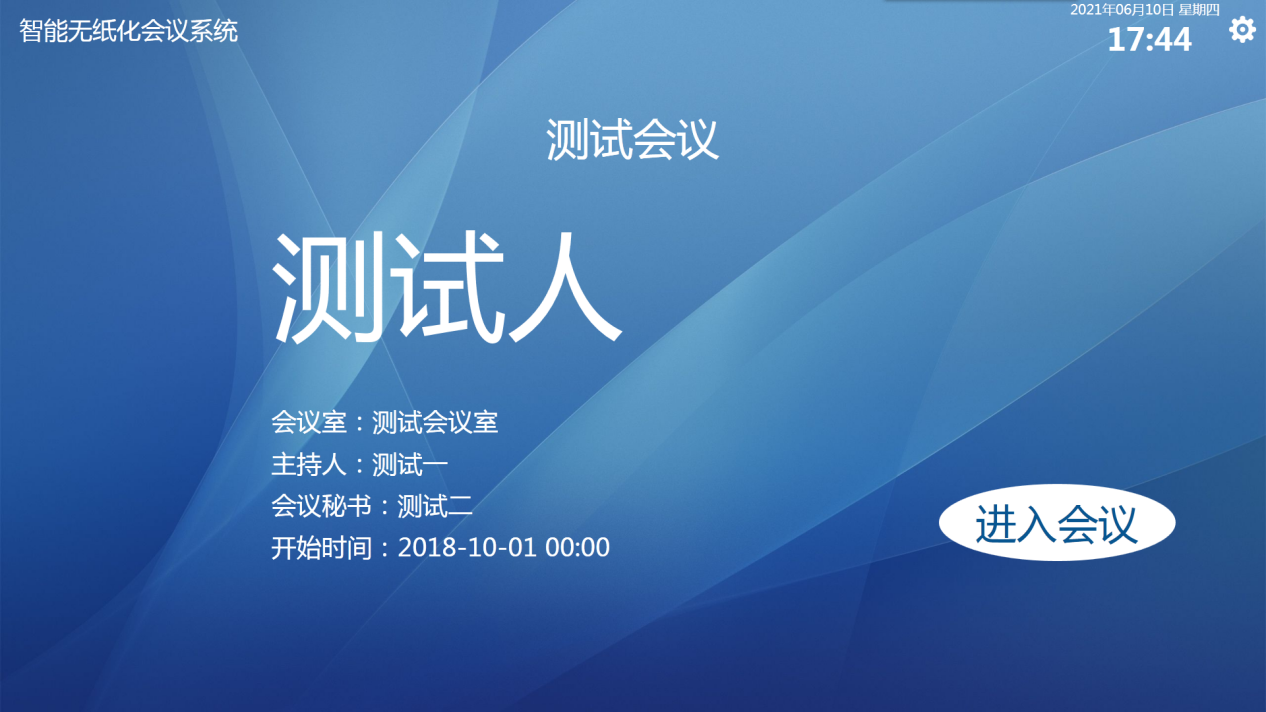 智能无纸化会议系统
2021年06月10日 星期四
17:44
测试会议
测试人
会议室：测试会议室
主持人：测试一
会议秘书：测试二
开始时间：2018-10-01 00:00
进入会议